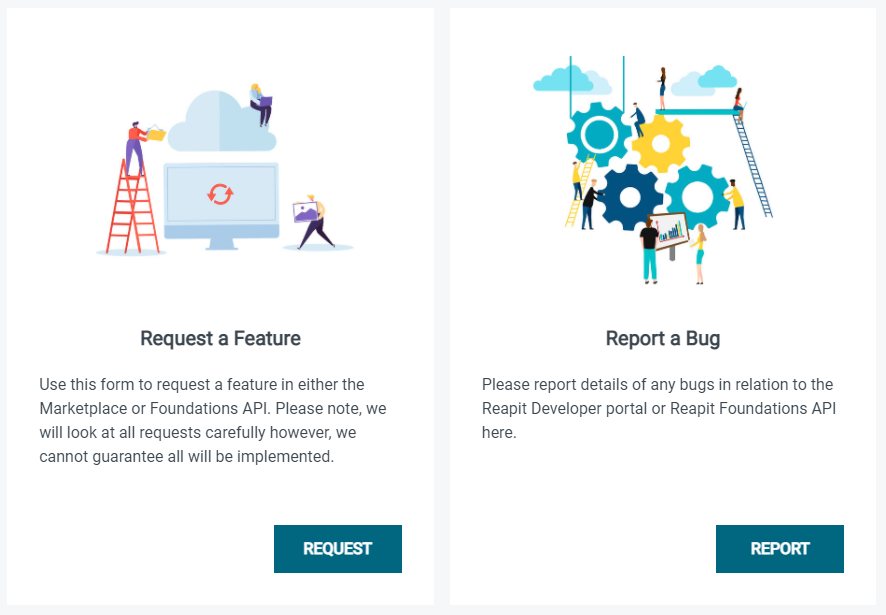 Request a Feature
Use this form to request a feature in either the
Marketplace or Foundations API. Please note, we
will look at all requests carefully however, we
cannot guarantee all will be implemented.
REQUEST
Report a Bug
Please report details of any bugs in relation to the
Reapit Developer portal or Reapit Foundations API
here.
REPORT